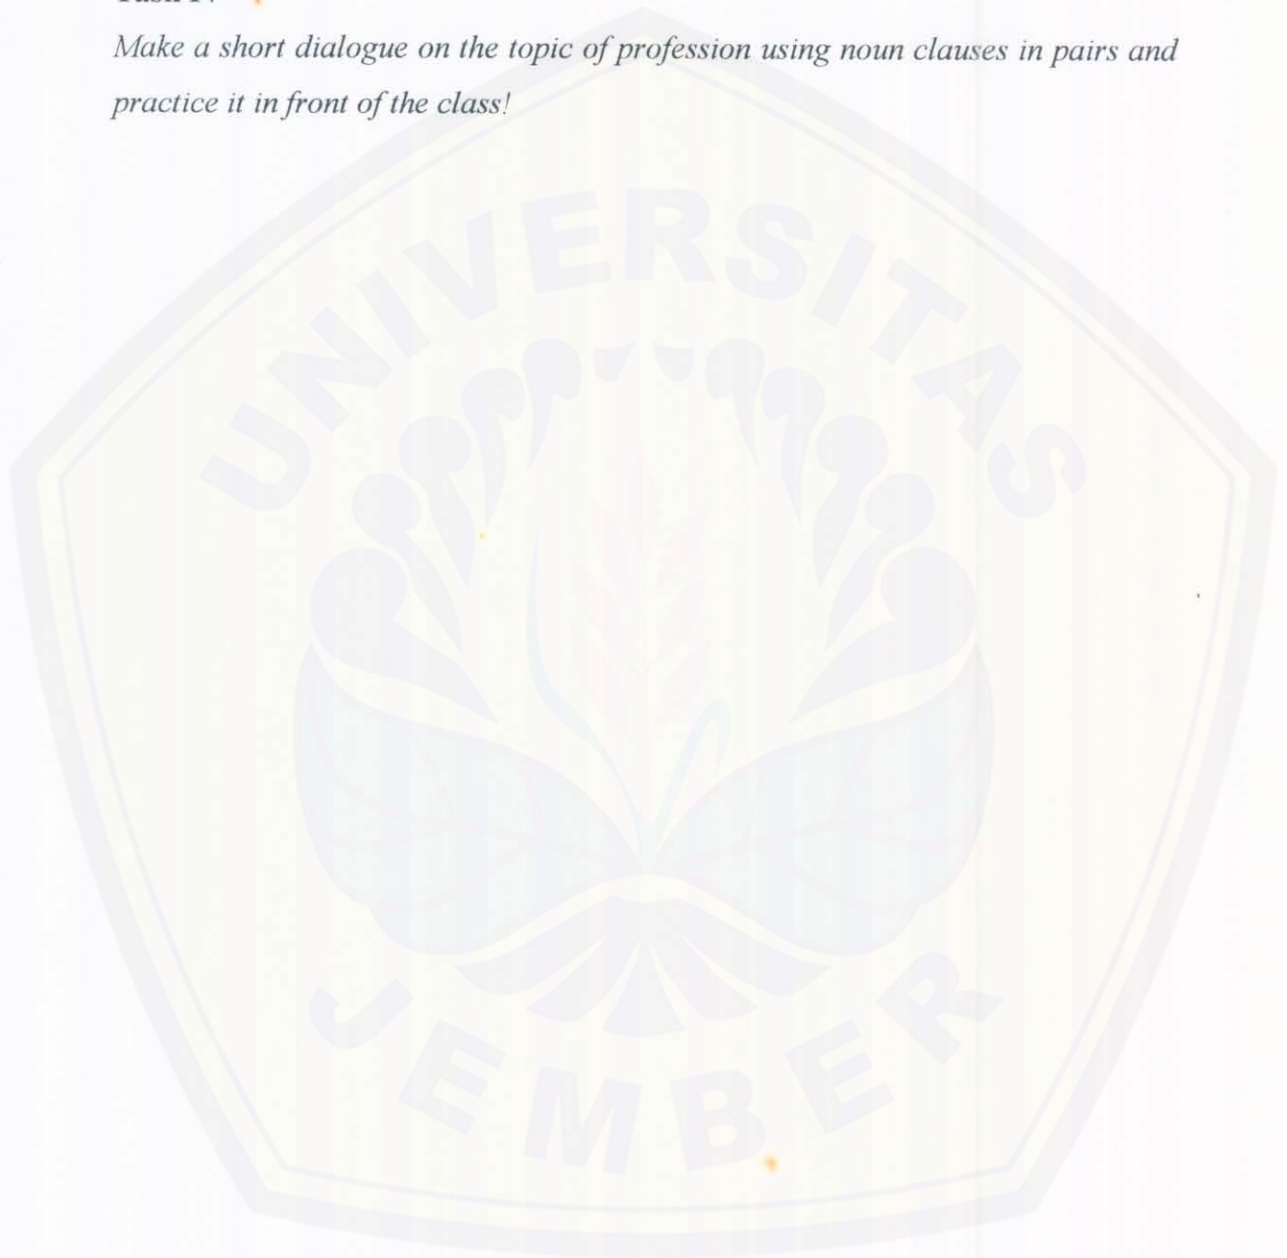 Make a short dialogue on the topic of profession using noun clauses in pairs and
practice it in front of the class!
UNIVERSITAS
JEMBER